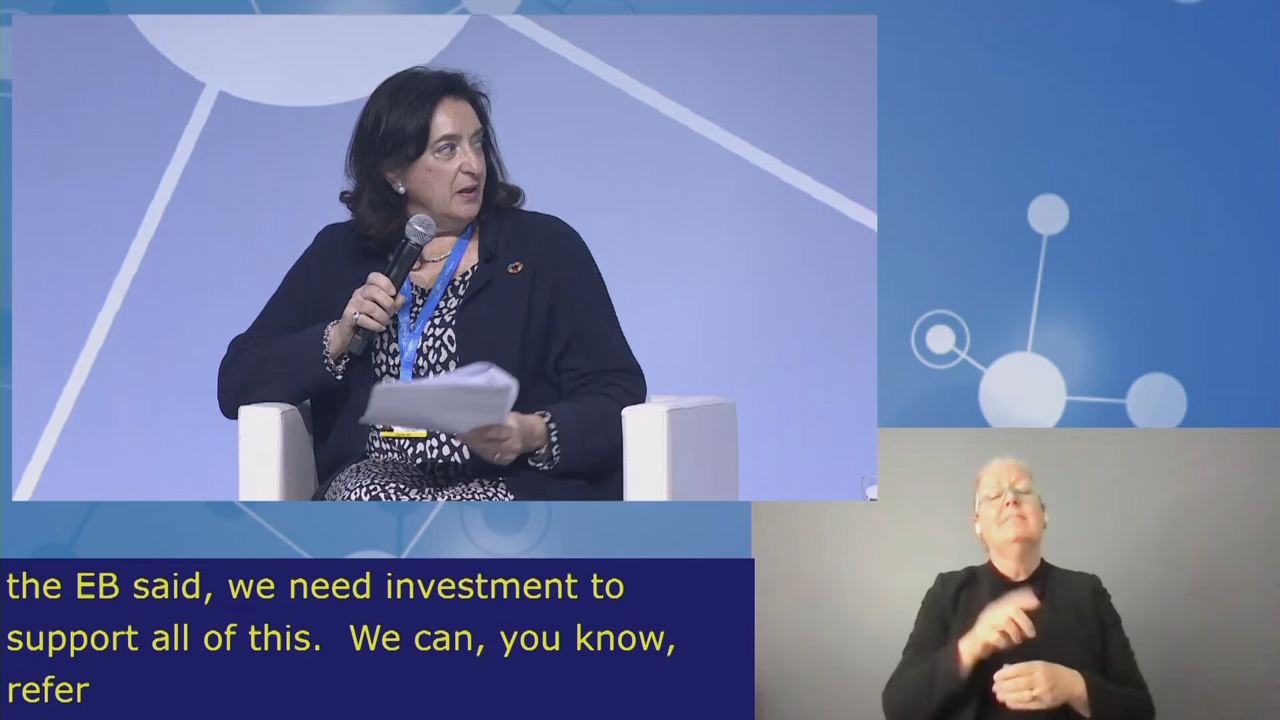 the EB said, we need investment to
support all of this.  We can, you know,
refer